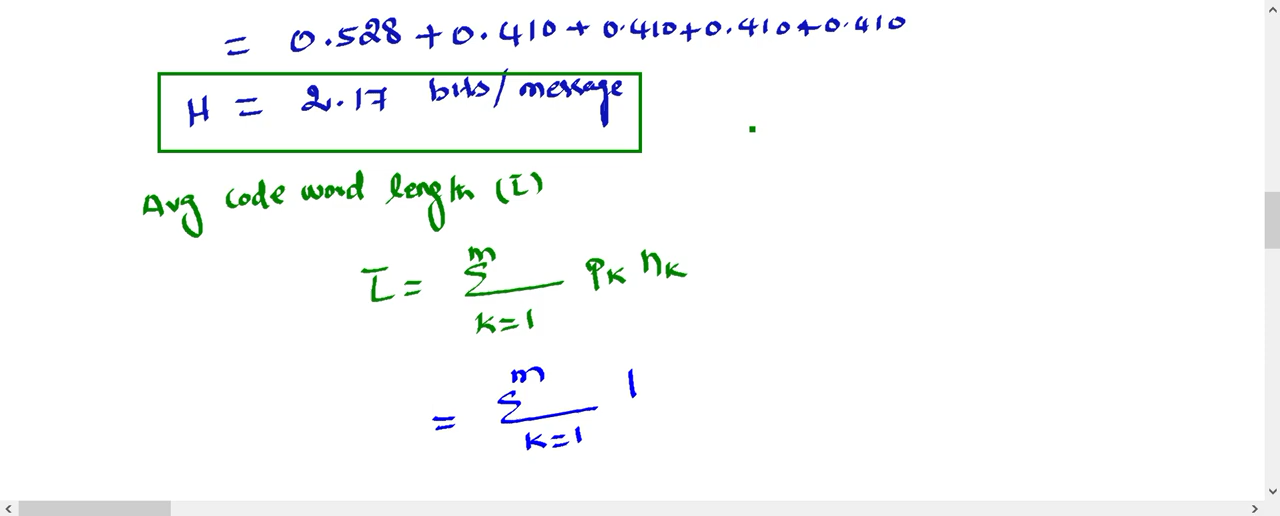 = 0.528 + 0.410 + 0.410 + 0.410 + 0.410
H = 2.17 bits/message
Avg code word length (L̅)
L̅ = Σ_{k=1}^{m} P_k n_k
= Σ_{k=1}^{m} l